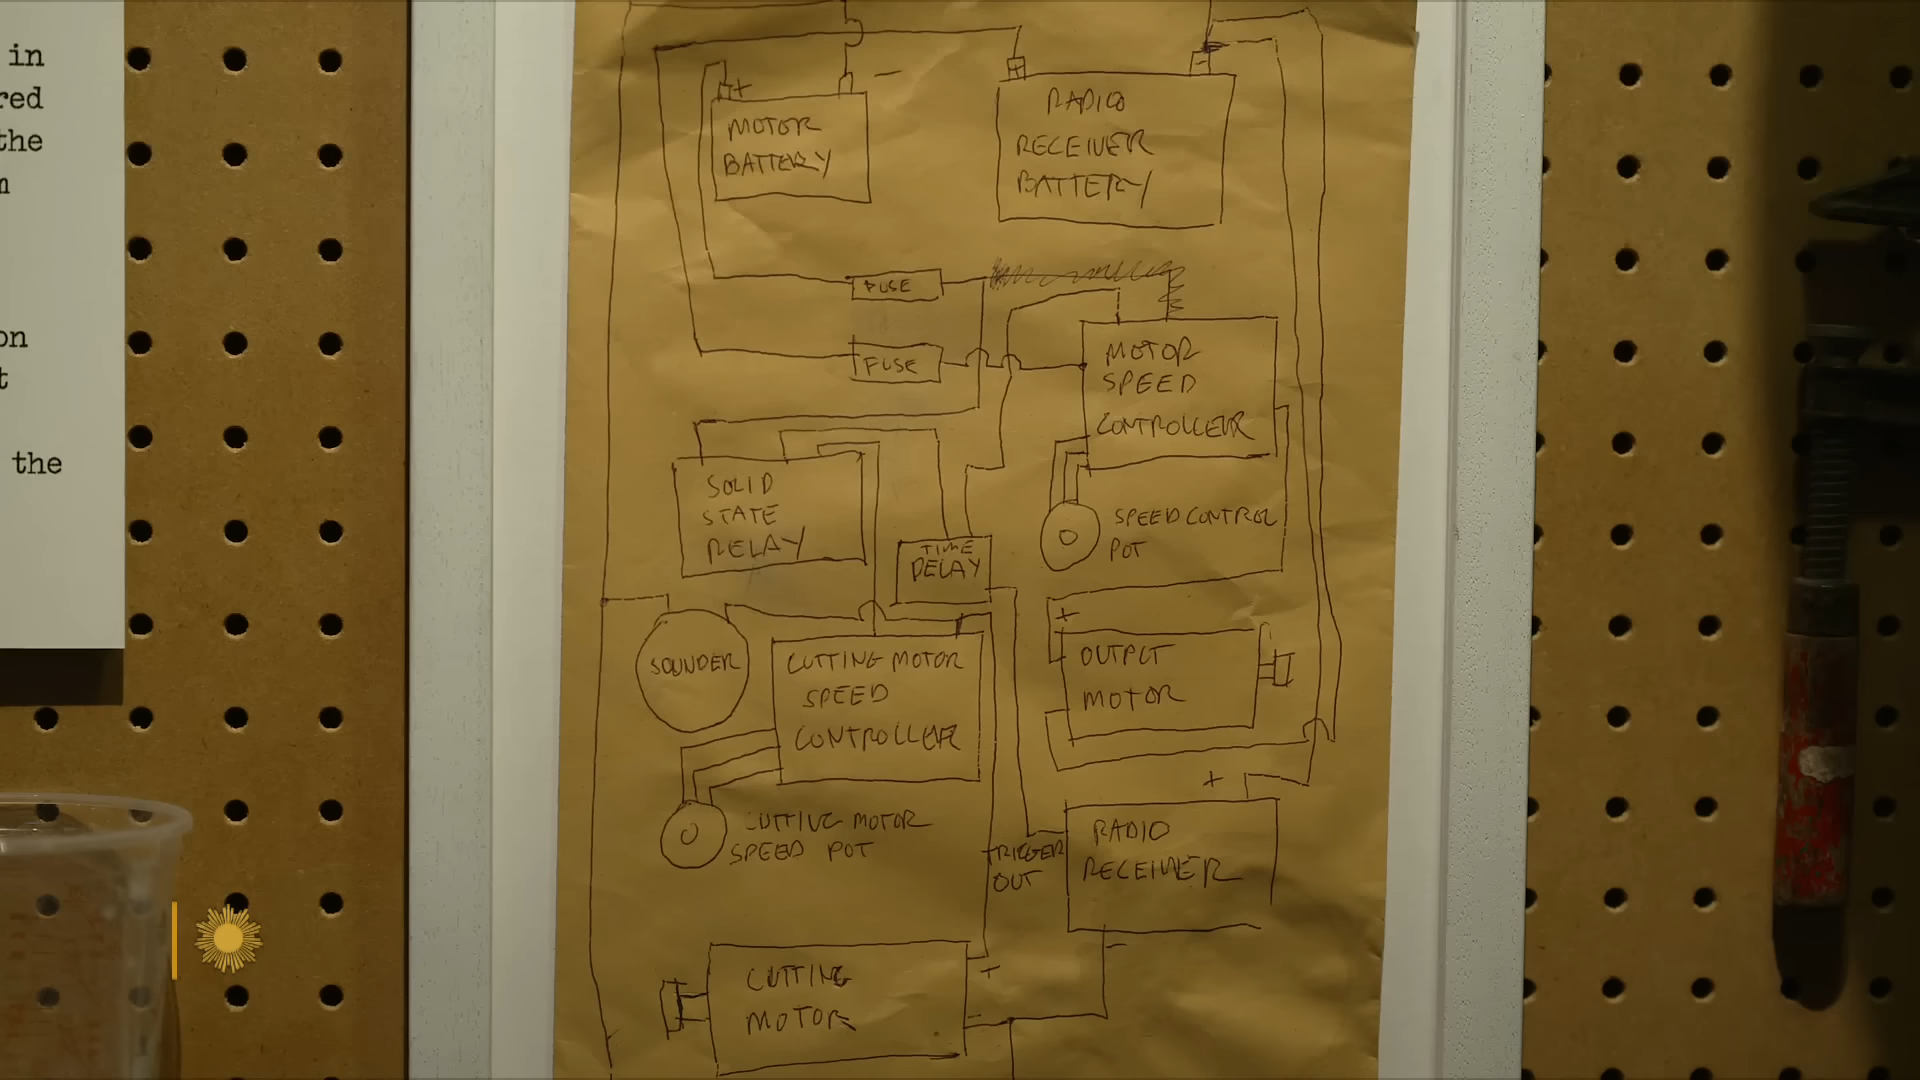 in
red
the
on
t
the
+
-
+
-
MOTOR
BATTERY
RADIO
RECEIVER
BATTERY
FUSE
FUSE
MOTOR
SPEED
CONTROLLER
SOLID
STATE
RELAY
TIME
DELAY
SPEED CONTROL
POT
SOUNDER
CUTTING MOTOR
SPEED
CONTROLLER
+
OUTPUT
MOTOR
+
CUTTING MOTOR
SPEED POT
TRIGGER
OUT
RADIO
RECEIVER
-
CUTTING
MOTOR
+
-